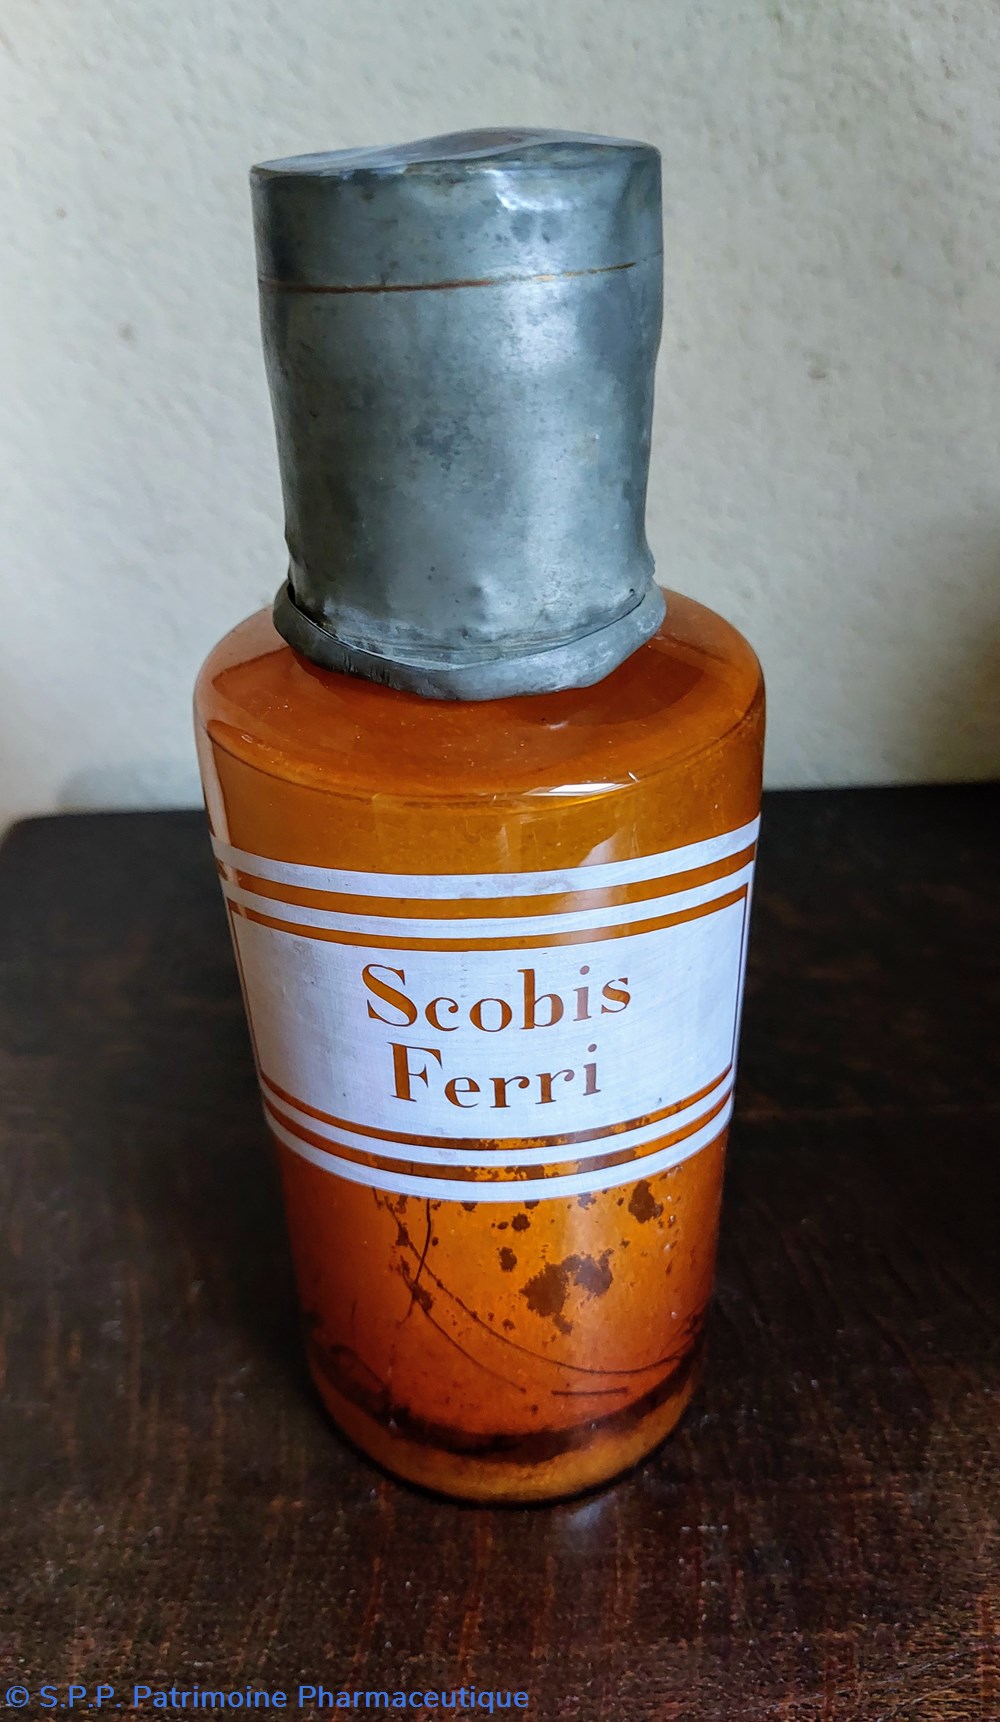 Scobis
Ferri
© S.P.P. Patrimoine Pharmaceutique